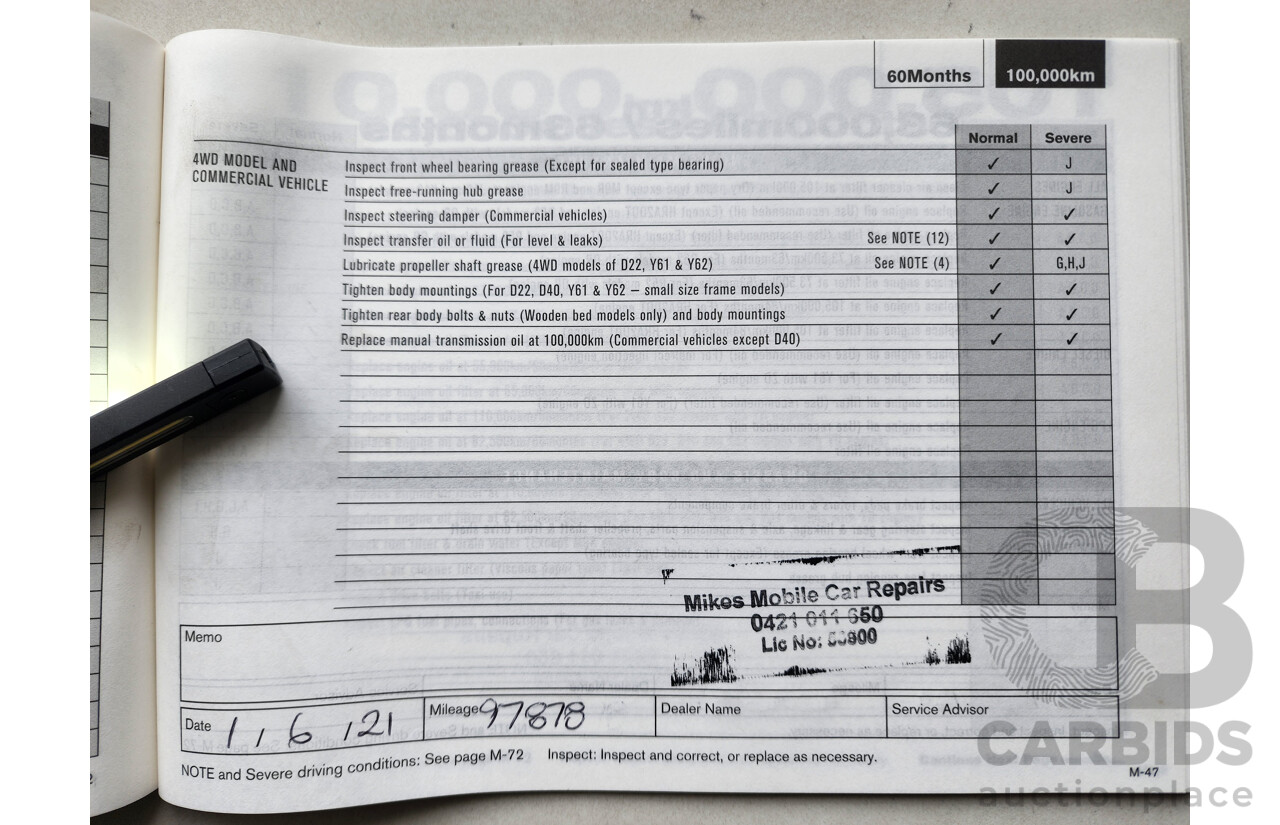 60Months 100,000km
Normal Severe
4WD MODEL AND
COMMERCIAL VEHICLE
Inspect front wheel bearing grease (Except for sealed type bearing) ✓ J
Inspect free-running hub grease ✓ J
Inspect steering damper (Commercial vehicles) ✓ ✓
Inspect transfer oil or fluid (For level & leaks) See NOTE (12) ✓ ✓
Lubricate propeller shaft grease (4WD models of D22, Y61 & Y62) See NOTE (4) ✓ G,H,J
Tighten body mountings (For D22, D40, Y61 & Y62 – small size frame models) ✓ ✓
Tighten rear body bolts & nuts (Wooden bed models only) and body mountings ✓ ✓
Replace manual transmission oil at 100,000km (Commercial vehicles except D40) ✓ ✓
Mikes Mobile Car Repairs
0421 011 650
Lic No:
Memo
Date 1, 6, 21 Mileage 97878 Dealer Name Service Advisor
NOTE and Severe driving conditions: See page M-72 Inspect: Inspect and correct, or replace as necessary.
M-47
CARBIDS
auctionplace